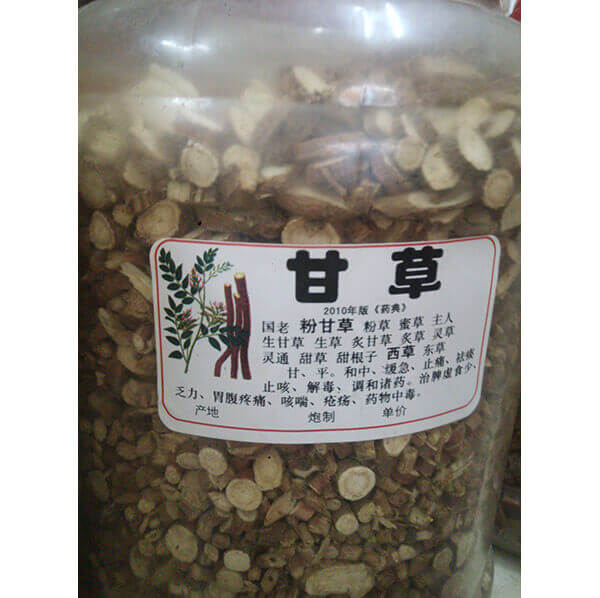 甘草
2010年版《药典》
国老 粉甘草 粉草 蜜草 主人
生甘草 生草 炙甘草 炙草 灵草
灵通 甜草 甜根子 西草 东草
甘、平。和中、缓急、止痛、祛痰
止咳、解毒、调和诸药。治脾虚食少、
乏力、胃腹疼痛、咳喘、疮疡、药物中毒。
产地 炮制 单价